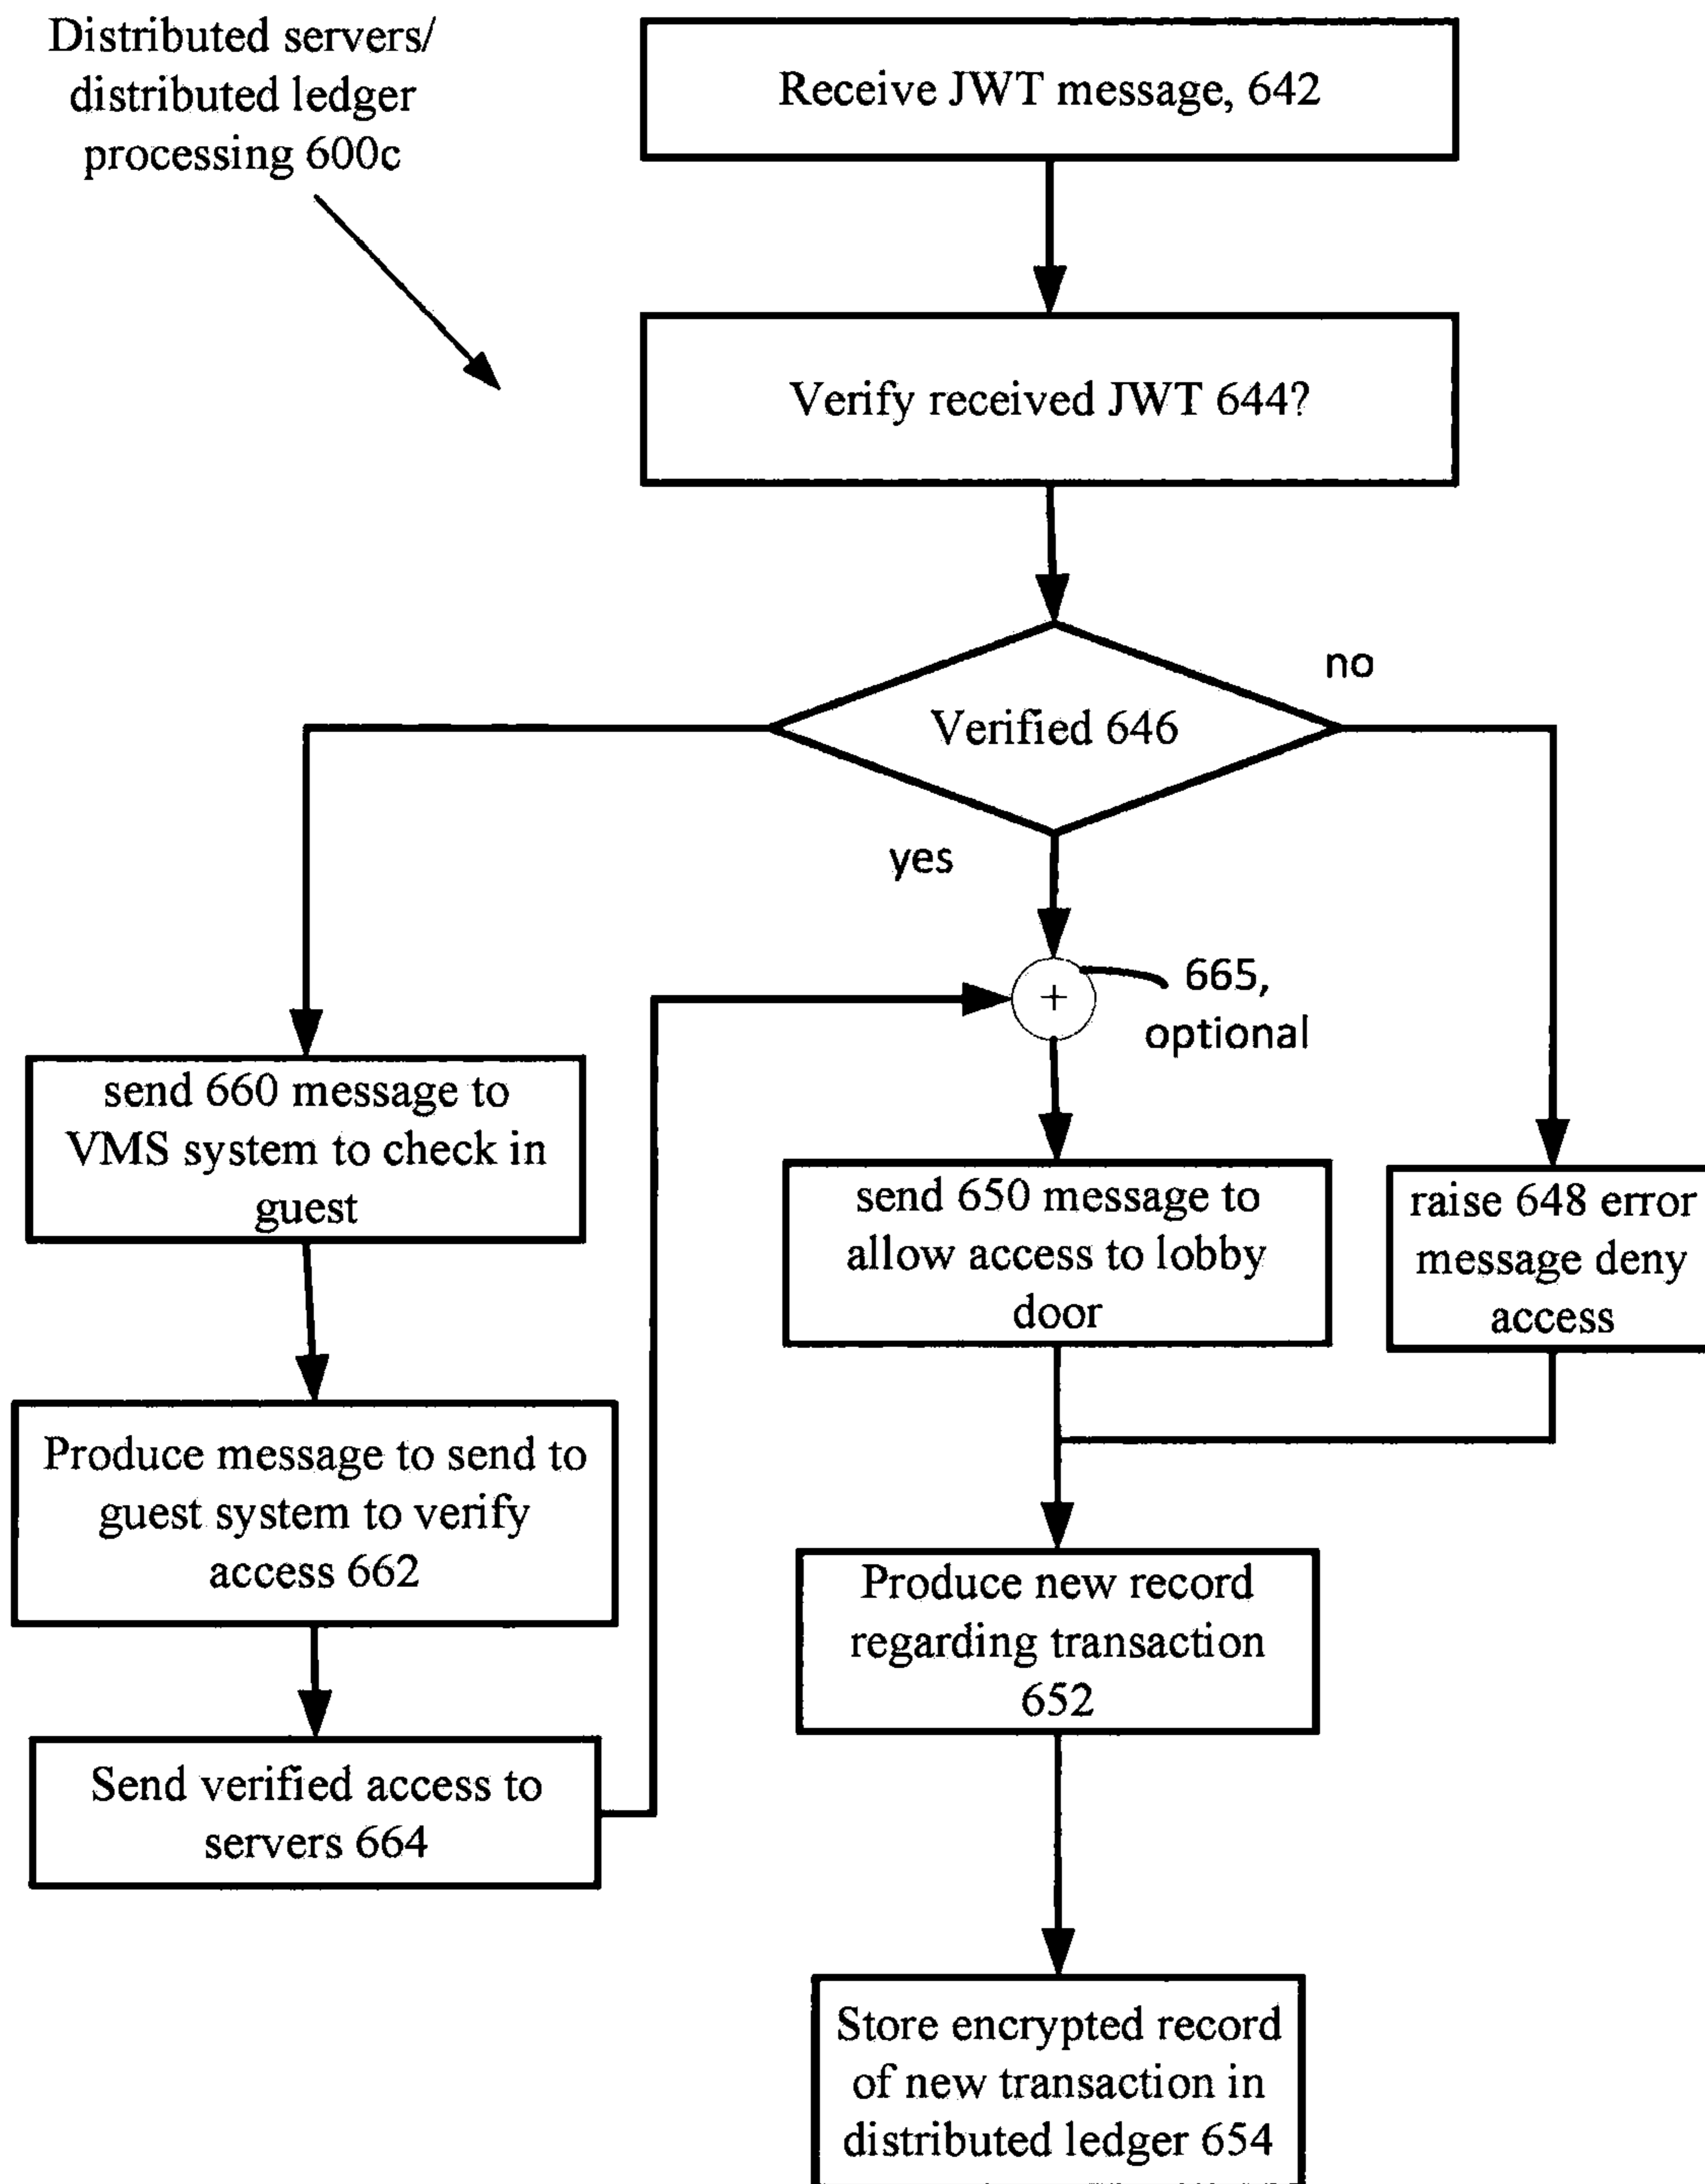 Distributed servers/
distributed ledger
processing 600c
Receive JWT message, 642
Verify received JWT 644?
Verified 646
no
yes
665,
optional
send 660 message to
VMS system to check in
guest
send 650 message to
allow access to lobby
door
raise 648 error
message deny
access
Produce message to send to
guest system to verify
access 662
Produce new record
regarding transaction
652
Send verified access to
servers 664
Store encrypted record
of new transaction in
distributed ledger 654
+